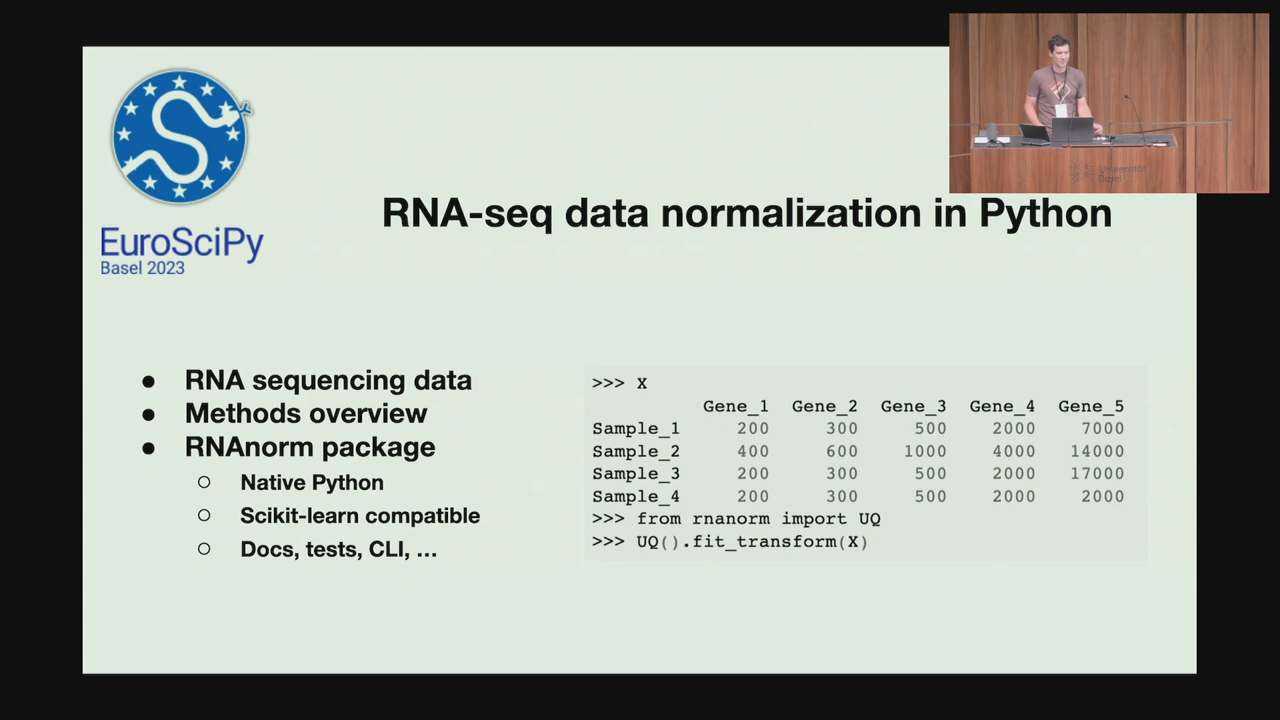 EuroSciPy
Basel 2023
RNA-seq data normalization in Python
● RNA sequencing data
● Methods overview
● RNAnorm package
○ Native Python
○ Scikit-learn compatible
○ Docs, tests, CLI, …
>>> X
Gene_1 Gene_2 Gene_3 Gene_4 Gene_5
Sample_1 200 300 500 2000 7000
Sample_2 400 600 1000 4000 14000
Sample_3 200 300 500 2000 17000
Sample_4 200 300 500 2000 2000
>>> from rnanorm import UQ
>>> UQ().fit_transform(X)
Universität
Basel